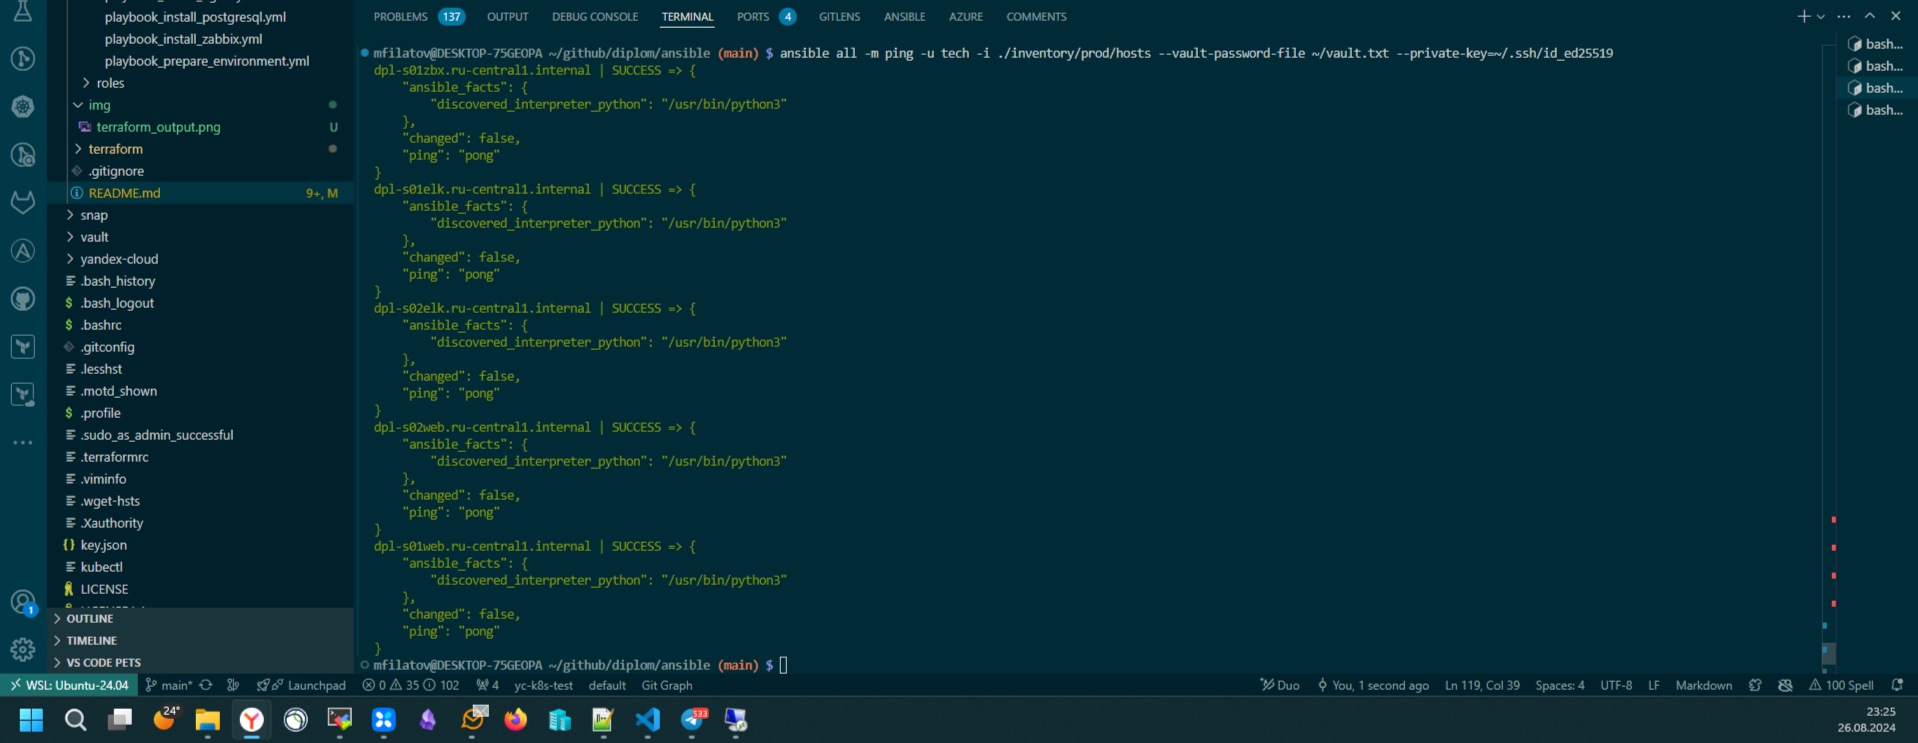 playbook_install_postgresql.yml
playbook_install_zabbix.yml
playbook_prepare_environment.yml
roles
img
terraform_output.png U
terraform
.gitignore
README.md 9+, M
snap
vault
yandex-cloud
.bash_history
.bash_logout
.bashrc
.gitconfig
.lesshst
.motd_shown
.profile
.sudo_as_admin_successful
.terraformrc
.viminfo
.wget-hsts
.Xauthority
key.json
kubectl
LICENSE
OUTLINE
TIMELINE
VS CODE PETS
1
PROBLEMS 137 OUTPUT DEBUG CONSOLE TERMINAL PORTS 4 GITLENS ANSIBLE AZURE COMMENTS
mfilatov@DESKTOP-75GEOPA ~/github/diplom/ansible (main) $ ansible all -m ping -u tech -i ./inventory/prod/hosts --vault-password-file ~/vault.txt --private-key=~/.ssh/id_ed25519
dpl-s01zbx.ru-central1.internal | SUCCESS => {
"ansible_facts": {
"discovered_interpreter_python": "/usr/bin/python3"
},
"changed": false,
"ping": "pong"
}
dpl-s01elk.ru-central1.internal | SUCCESS => {
"ansible_facts": {
"discovered_interpreter_python": "/usr/bin/python3"
},
"changed": false,
"ping": "pong"
}
dpl-s02elk.ru-central1.internal | SUCCESS => {
"ansible_facts": {
"discovered_interpreter_python": "/usr/bin/python3"
},
"changed": false,
"ping": "pong"
}
dpl-s02web.ru-central1.internal | SUCCESS => {
"ansible_facts": {
"discovered_interpreter_python": "/usr/bin/python3"
},
"changed": false,
"ping": "pong"
}
dpl-s01web.ru-central1.internal | SUCCESS => {
"ansible_facts": {
"discovered_interpreter_python": "/usr/bin/python3"
},
"changed": false,
"ping": "pong"
}
mfilatov@DESKTOP-75GEOPA ~/github/diplom/ansible (main) $
bash...
bash...
bash...
bash...
WSL: Ubuntu-24.04 main* Launchpad 0 35 102 4 yc-k8s-test default Git Graph Duo You, 1 second ago Ln 119, Col 39 Spaces: 4 UTF-8 LF Markdown 100 Spell
24°
533
23:25
26.08.2024